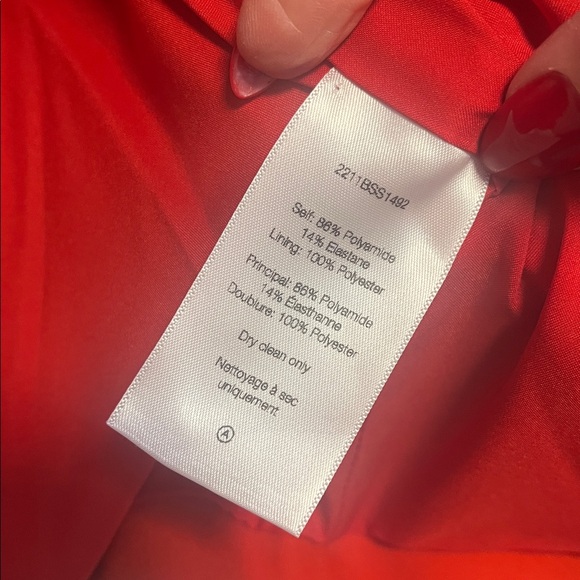 2211BSS1492
Self: 86% Polyamide
14% Elastane
Lining: 100% Polyester
Principal: 86% Polyamide
14% Élasthanne
Doublure: 100% Polyester
Dry clean only
Nettoyage à sec
uniquement
A